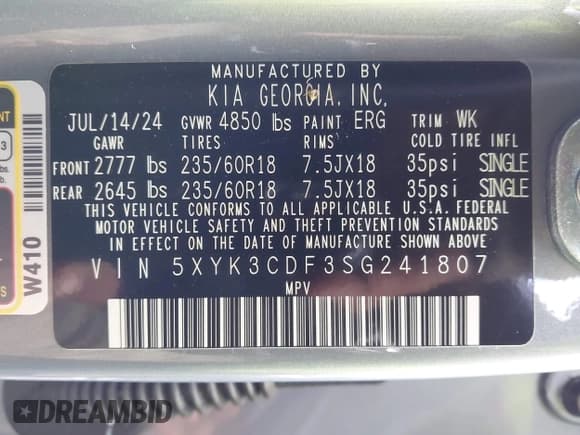 MANUFACTURED BY
KIA GEORGIA, INC.
JUL/14/24 GVWR 4850 lbs PAINT ERG TRIM WK
GAWR TIRES RIMS COLD TIRE INFL
FRONT 2777 lbs 235/60R18 7.5JX18 35psi SINGLE
REAR 2645 lbs 235/60R18 7.5JX18 35psi SINGLE
THIS VEHICLE CONFORMS TO ALL APPLICABLE U.S.A. FEDERAL
MOTOR VEHICLE SAFETY AND THEFT PREVENTION STANDARDS
IN EFFECT ON THE DATE OF MANUFACTURE SHOWN ABOVE
VIN 5XYK3CDF3SG241807
MPV
W410
DREAMBID